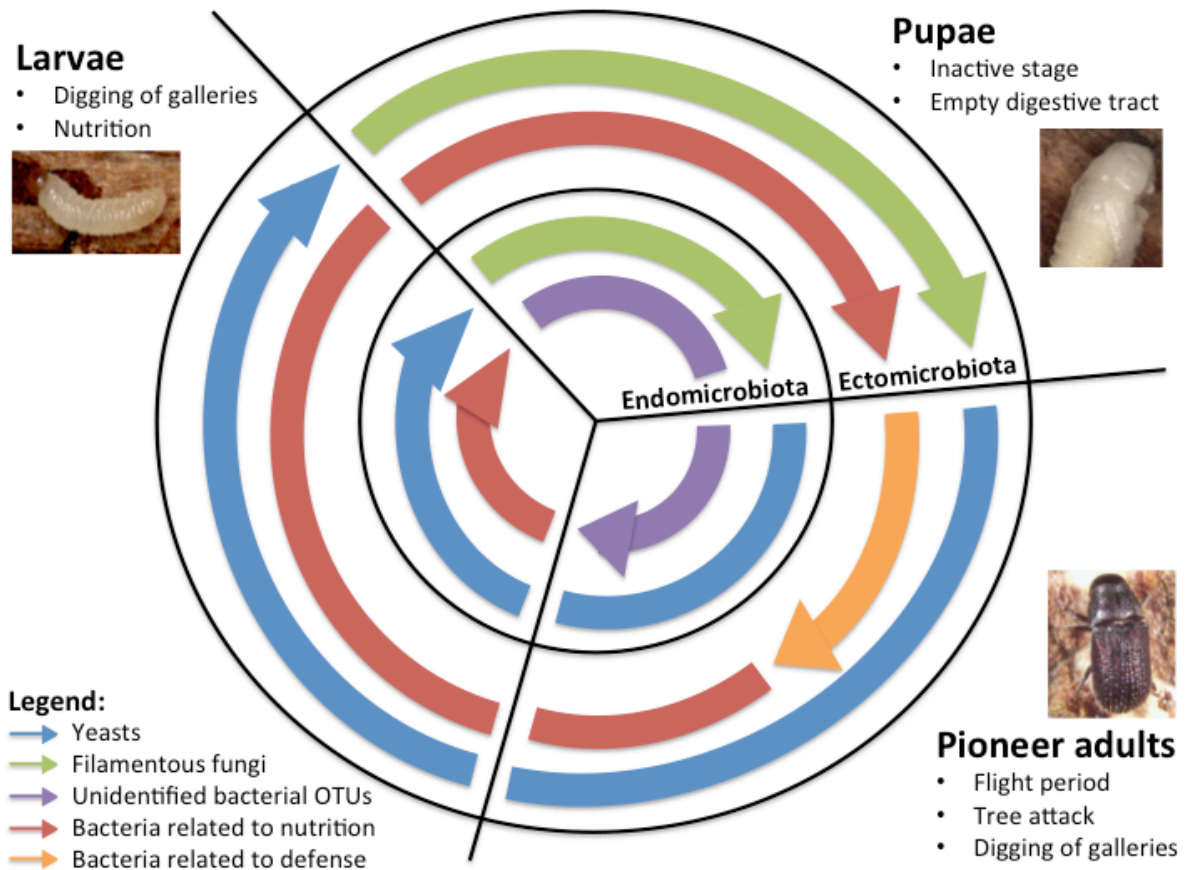 Larvae
• Digging of galleries
• Nutrition
Pupae
• Inactive stage
• Empty digestive tract
Endomicrobiota
Ectomicrobiota
Pioneer adults
• Flight period
• Tree attack
• Digging of galleries
Legend:
Yeasts
Filamentous fungi
Unidentified bacterial OTUs
Bacteria related to nutrition
Bacteria related to defense